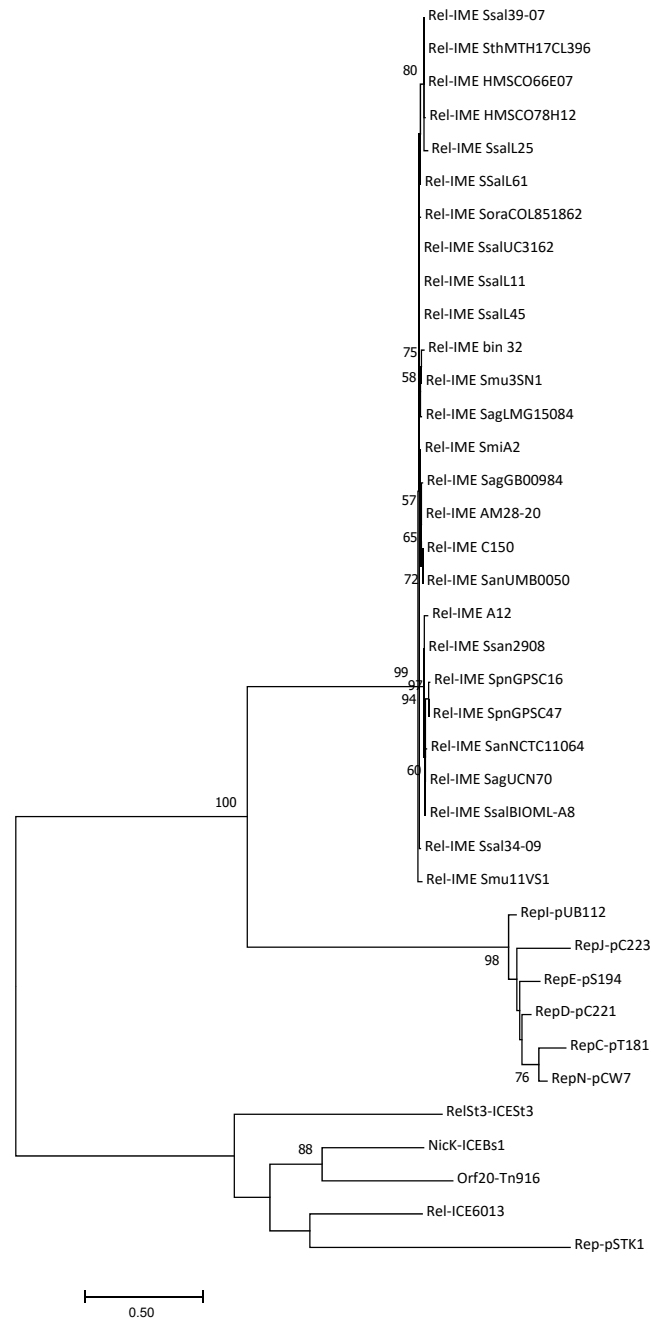 Rel-IME Ssal39-07
Rel-IME SthMTH17CL396
80
Rel-IME HMSCO66E07
Rel-IME HMSCO78H12
Rel-IME SsalL25
Rel-IME SSalL61
Rel-IME SoraCOL851862
Rel-IME SsalUC3162
Rel-IME SsalL11
Rel-IME SsalL45
Rel-IME bin 32
75
Rel-IME Smu3SN1
58
Rel-IME SagLMG15084
Rel-IME SmiA2
Rel-IME SagGB00984
57
Rel-IME AM28-20
65
Rel-IME C150
Rel-IME SanUMB0050
72
Rel-IME A12
Rel-IME Ssan2908
99
Rel-IME SpnGPSC16
97
94
Rel-IME SpnGPSC47
Rel-IME SanNCTC11064
60
Rel-IME SagUCN70
100
Rel-IME SsalBIOML-A8
Rel-IME Ssal34-09
Rel-IME Smu11VS1
RepI-pUB112
RepJ-pC223
98
RepE-pS194
RepD-pC221
RepC-pT181
76
RepN-pCW7
RelSt3-ICESt3
88
NicK-ICEBs1
Orf20-Tn916
Rel-ICE6013
Rep-pSTK1
0.50